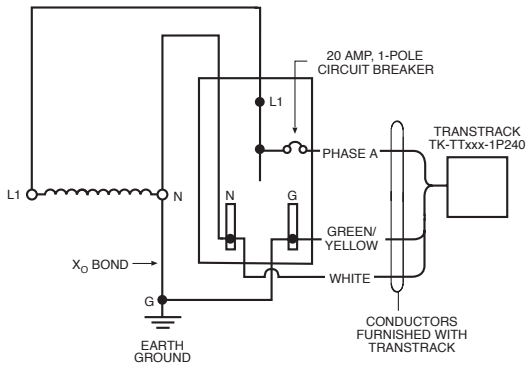 20 AMP, 1-POLE
CIRCUIT BREAKER
L1
TRANSTRACK
TK-TTxxx-1P240
PHASE A
L1
N
N
G
GREEN/
YELLOW
XO BOND
WHITE
G
EARTH
GROUND
CONDUCTORS
FURNISHED WITH
TRANSTRACK